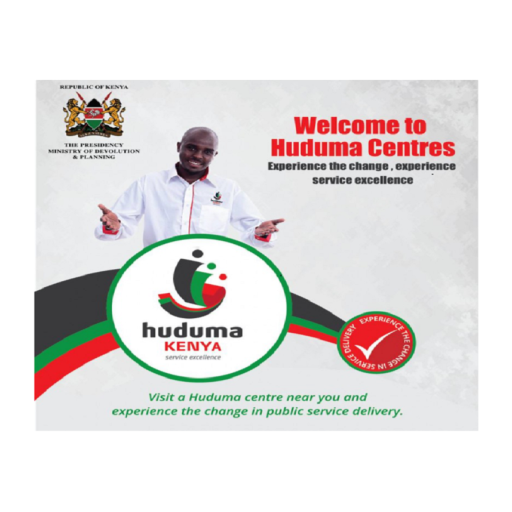 REPUBLIC OF KENYA
THE PRESIDENCY
MINISTRY OF DEVOLUTION
& PLANNING
Welcome to
Huduma Centres
Experience the change , experience
service excellence
huduma
KENYA
service excellence
EXPERIENCE THE CHANGE IN SERVICE DELIVERY
Visit a Huduma centre near you and
experience the change in public service delivery.